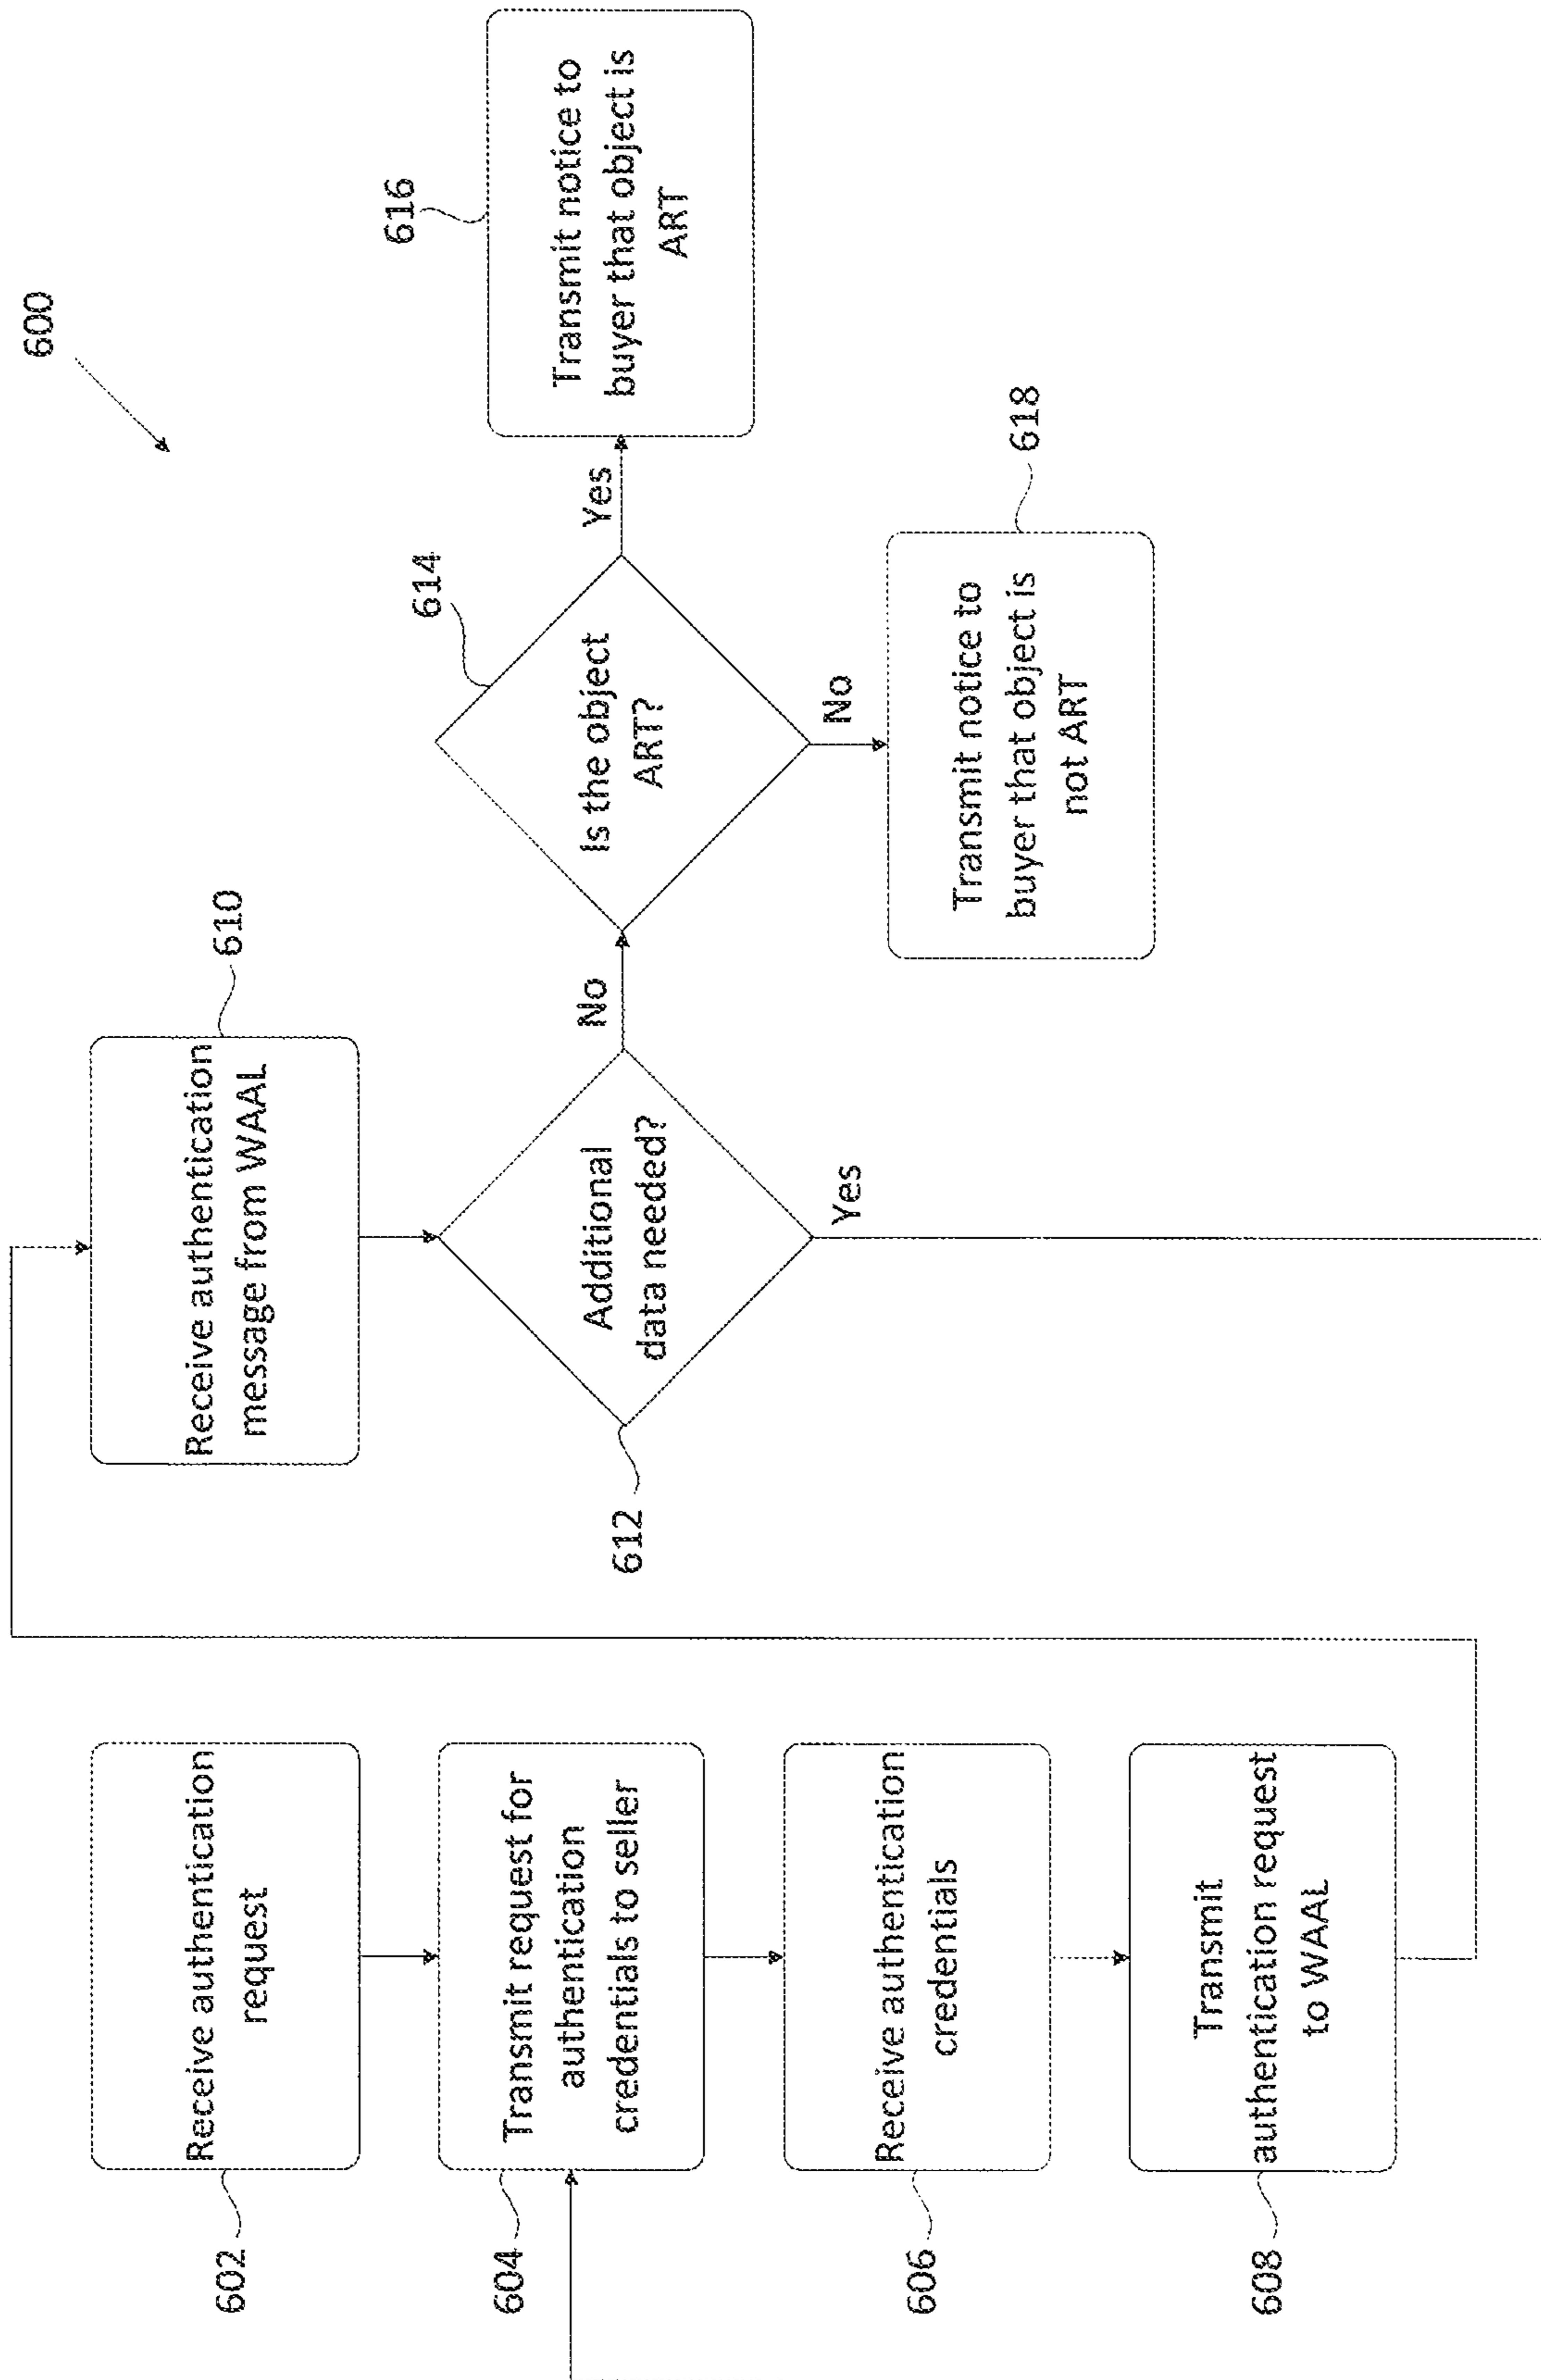 600
602
Receive authentication
request
604
Transmit request for
authentication
credentials to seller
606
Receive authentication
credentials
608
Transmit
authentication request
to WAAL
610
Receive authentication
message from WAAL
612
Additional
data needed?
No
Yes
614
Is the object
ART?
Yes
No
616
Transmit notice to
buyer that object is
ART
618
Transmit notice to
buyer that object is
not ART